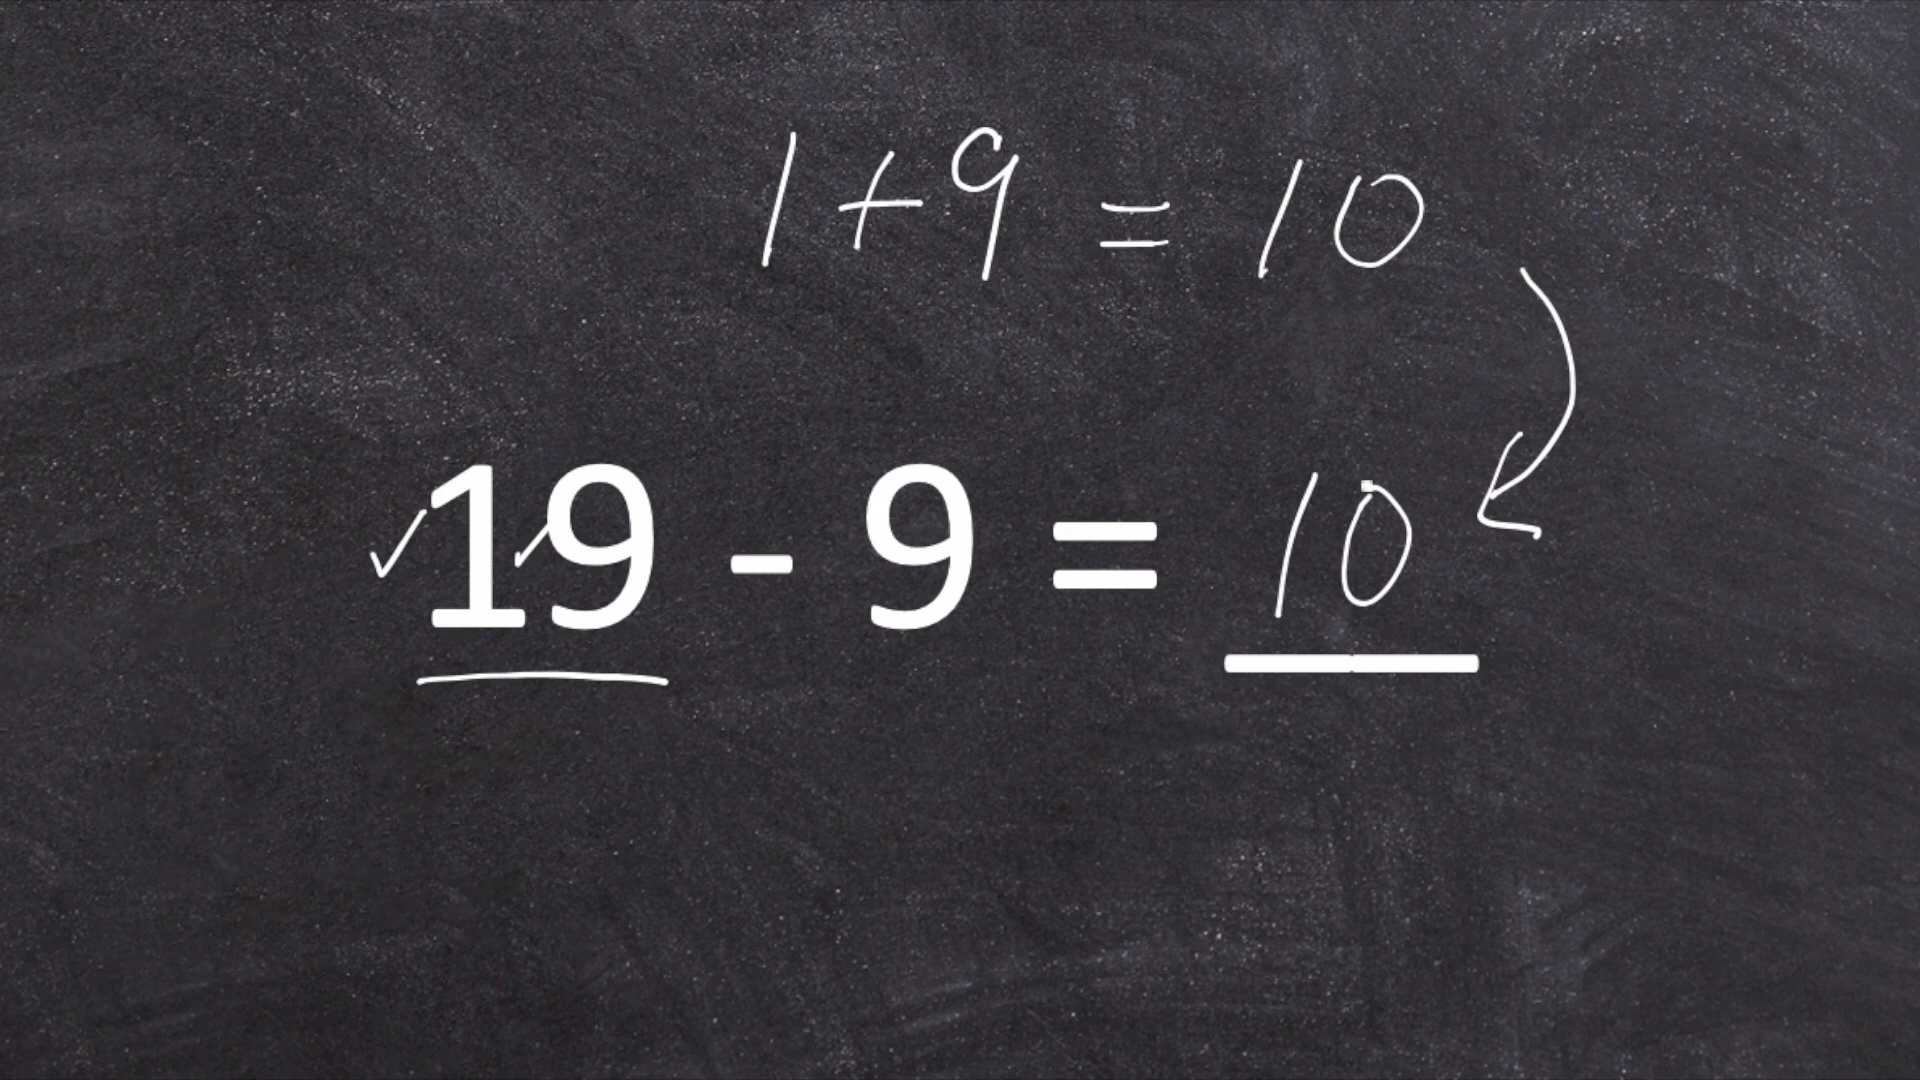 1+9 = 10
19 - 9 = 10